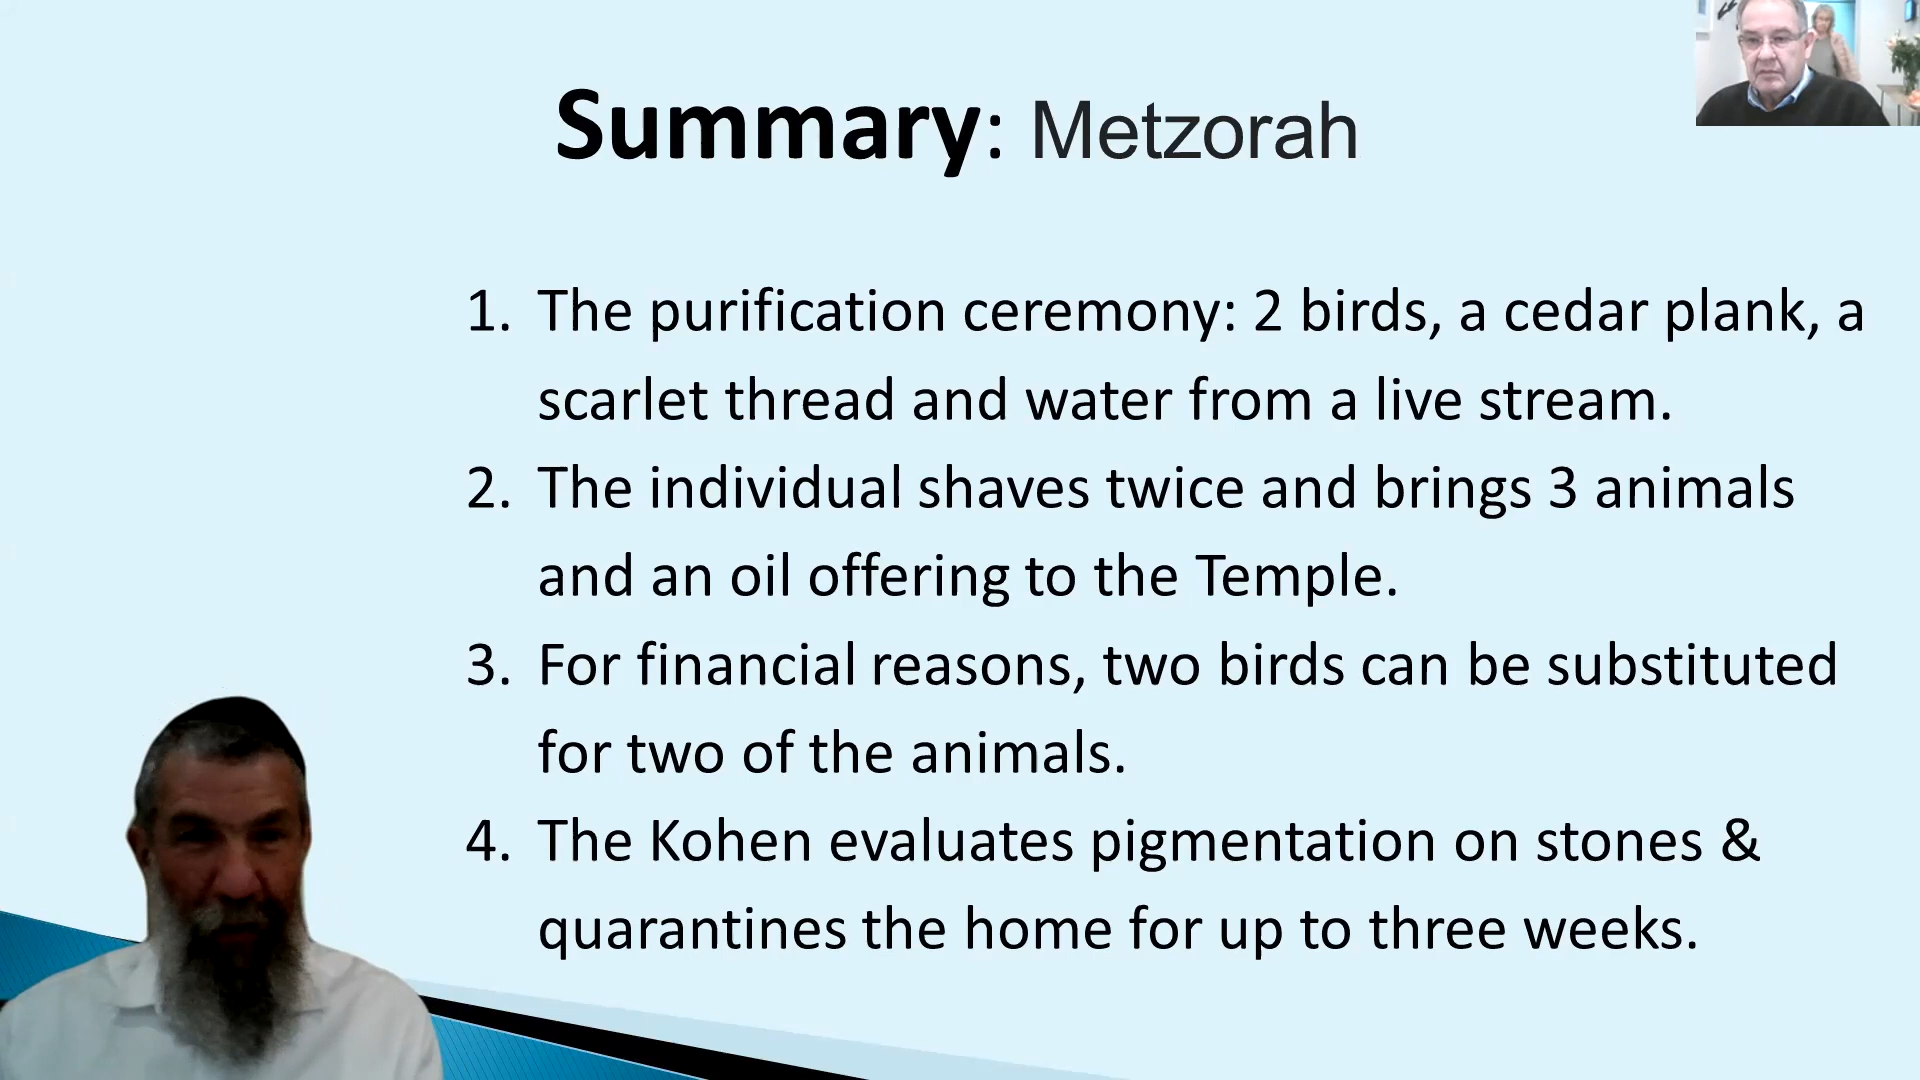 Summary: Metzorah
1. The purification ceremony: 2 birds, a cedar plank, a
scarlet thread and water from a live stream.
2. The individual shaves twice and brings 3 animals
and an oil offering to the Temple.
3. For financial reasons, two birds can be substituted
for two of the animals.
4. The Kohen evaluates pigmentation on stones &
quarantines the home for up to three weeks.